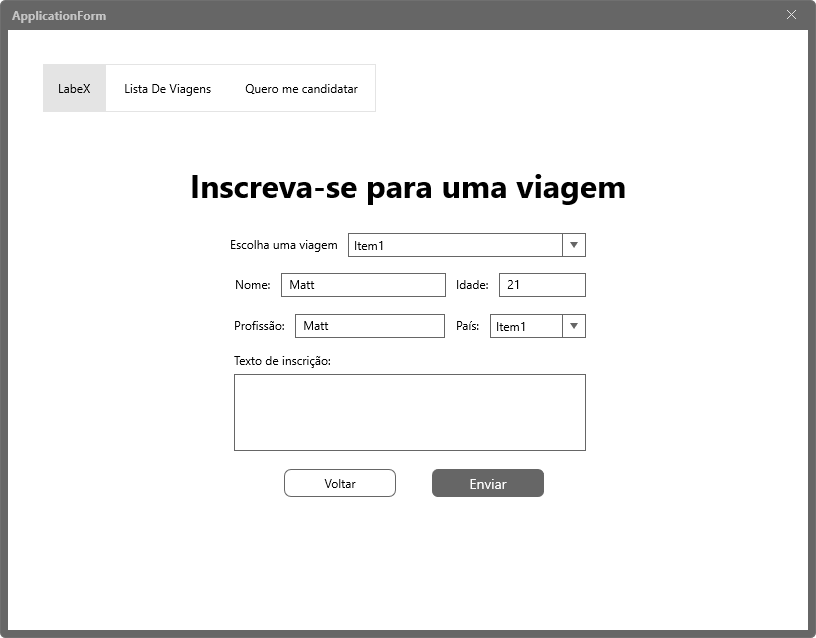 ApplicationForm
LabeX Lista De Viagens Quero me candidatar
Inscreva-se para uma viagem
Escolha uma viagem Item1
Nome: Matt Idade: 21
Profissão: Matt País: Item1
Texto de inscrição:
Voltar Enviar